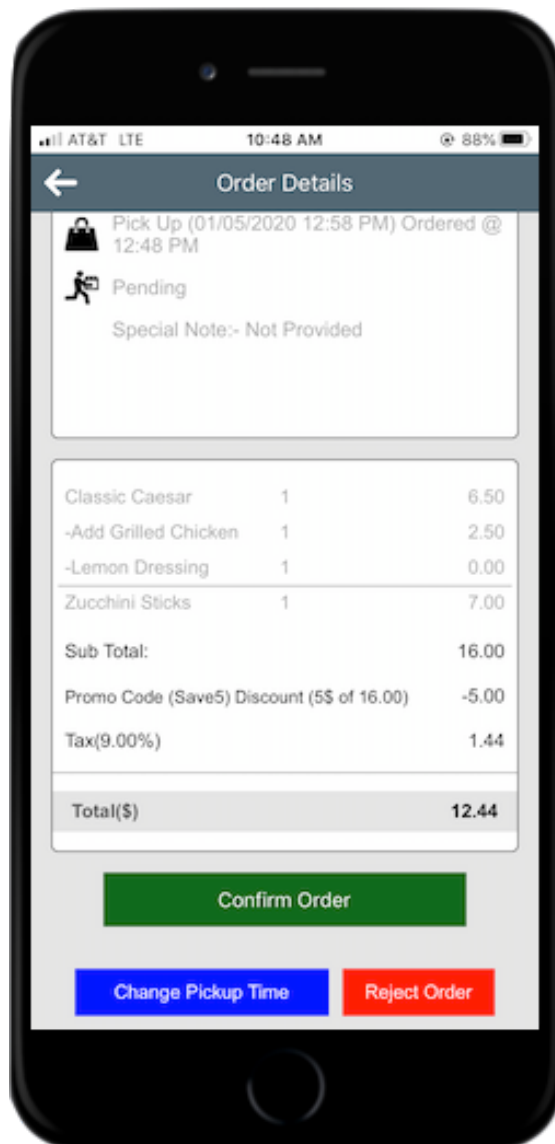 AT&T LTE 10:48 AM 88%
Order Details
Pick Up (01/05/2020 12:58 PM) Ordered @
12:48 PM
Pending
Special Note:- Not Provided
Classic Caesar 1 6.50
-Add Grilled Chicken 1 2.50
-Lemon Dressing 1 0.00
Zucchini Sticks 1 7.00
Sub Total: 16.00
Promo Code (Save5) Discount (5$ of 16.00) -5.00
Tax(9.00%) 1.44
Total($) 12.44
Confirm Order
Change Pickup Time Reject Order